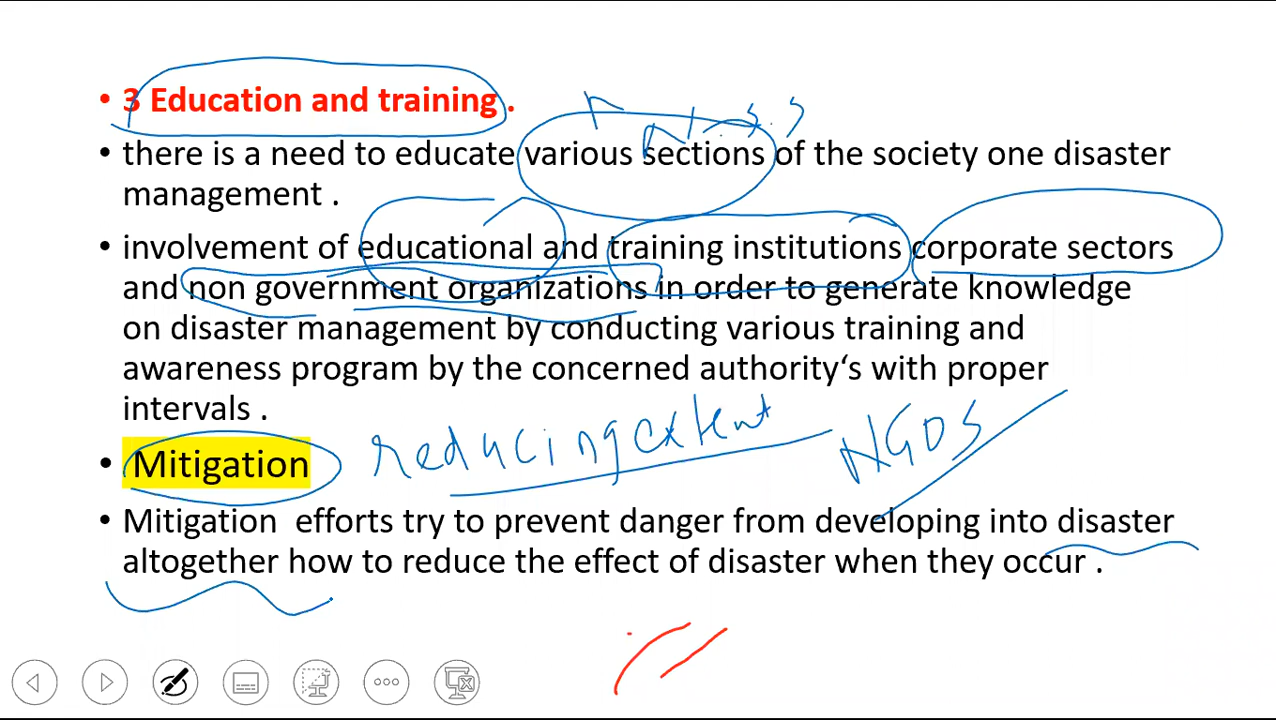 • 3 Education and training .
N.S.S
• there is a need to educate various sections of the society one disaster
management .
• involvement of educational and training institutions corporate sectors
and non government organizations in order to generate knowledge
on disaster management by conducting various training and
awareness program by the concerned authority‘s with proper
intervals .
• Mitigation reducing extent NGOS
• Mitigation efforts try to prevent danger from developing into disaster
altogether how to reduce the effect of disaster when they occur .